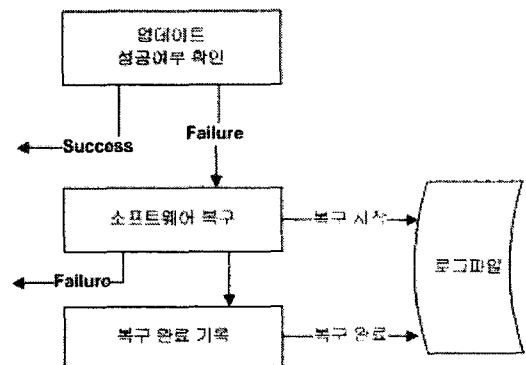 업데이트
성공여부 확인
Success
Failure
소프트웨어 복구
복구 시작
로그파일
Failure
복구 완료 기록
복구 완료